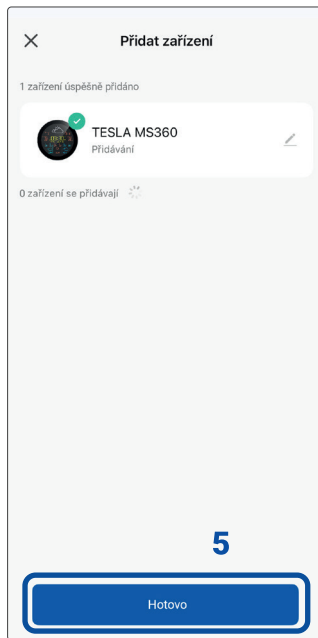 Přidat zařízení
1 zařízení úspěšně přidáno
TESLA MS360
Přidávání
0 zařízení se přidávají
5
Hotovo